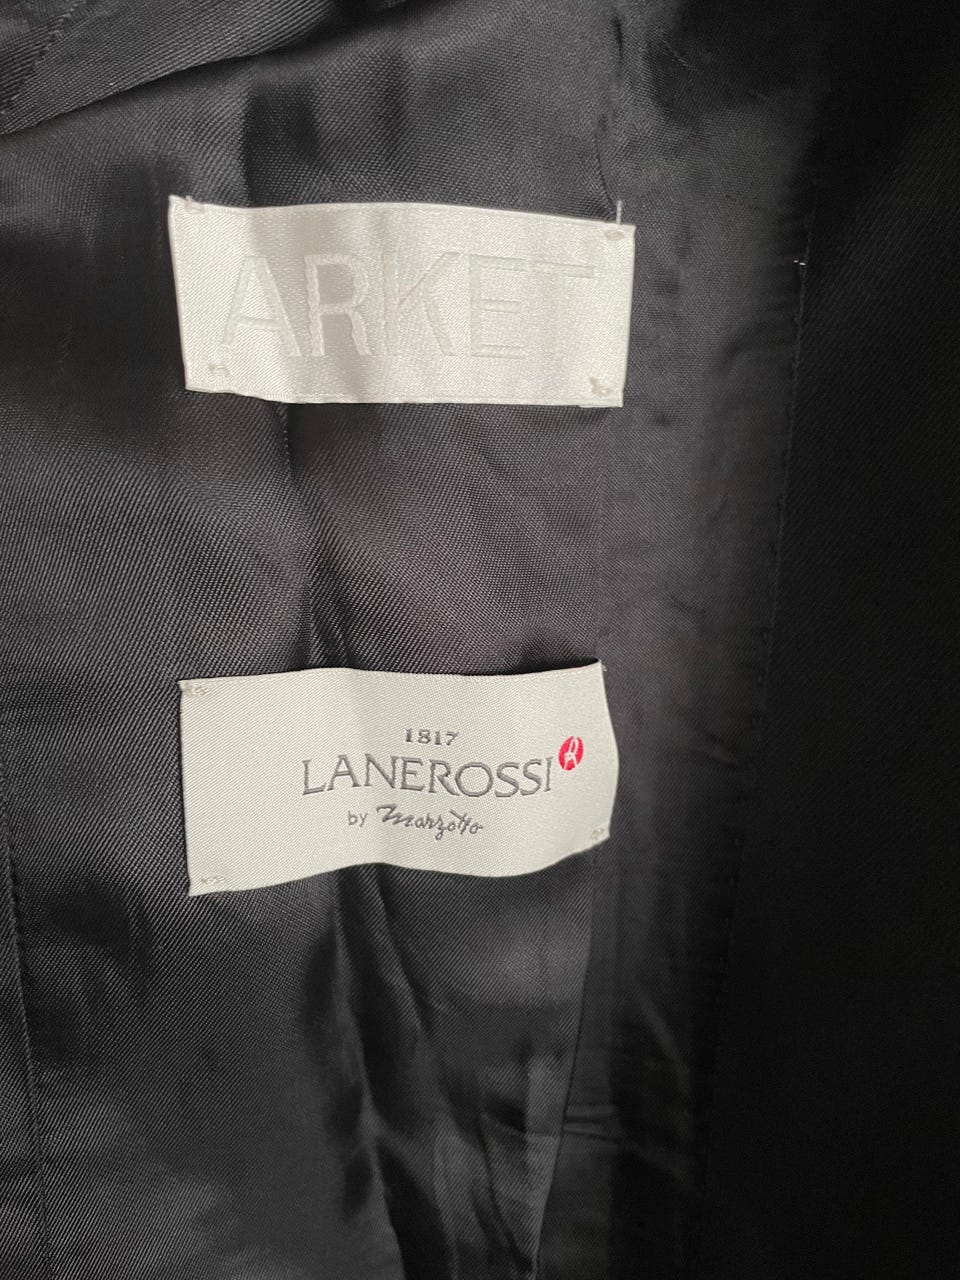 ARKET
1817
LANEROSSI
by Marzotto